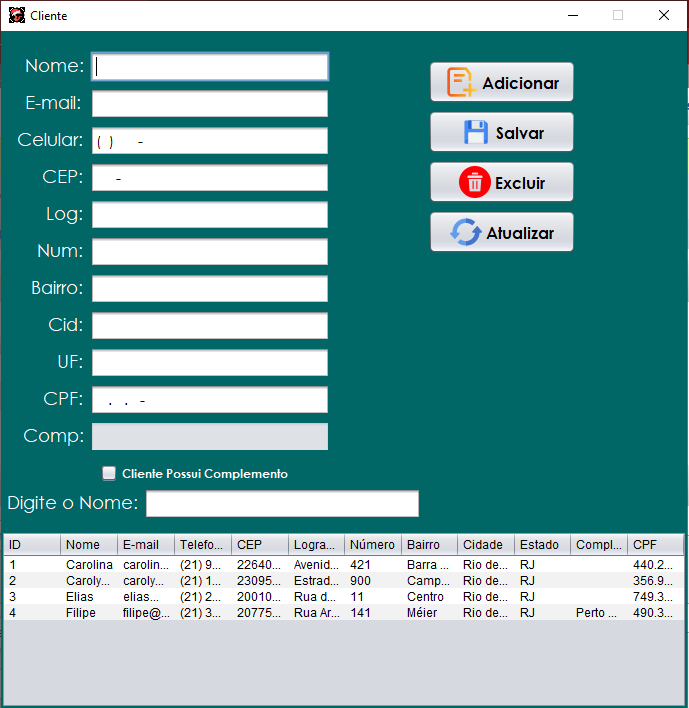 Cliente
Nome:
Adicionar
E-mail:
Salvar
Celular: ( ) -
CEP: -
Excluir
Log:
Num:
Atualizar
Bairro:
Cid:
UF:
CPF: . . -
Comp:
Cliente Possui Complemento
Digite o Nome:
ID Nome E-mail Telefo... CEP Logra... Número Bairro Cidade Estado Compl... CPF
1 Carolina carolin... (21) 9... 22640... Avenid... 421 Barra ... Rio de... RJ 440.2...
2 Caroly... caroly... (21) 1... 23095... Estrad... 900 Camp... Rio de... RJ 356.9...
3 Elias elias... (21) 2... 20010... Rua d... 11 Centro Rio de... RJ 749.3...
4 Filipe filipe@... (21) 3... 20775... Rua Ar... 141 Méier Rio de... RJ Perto ... 490.3...